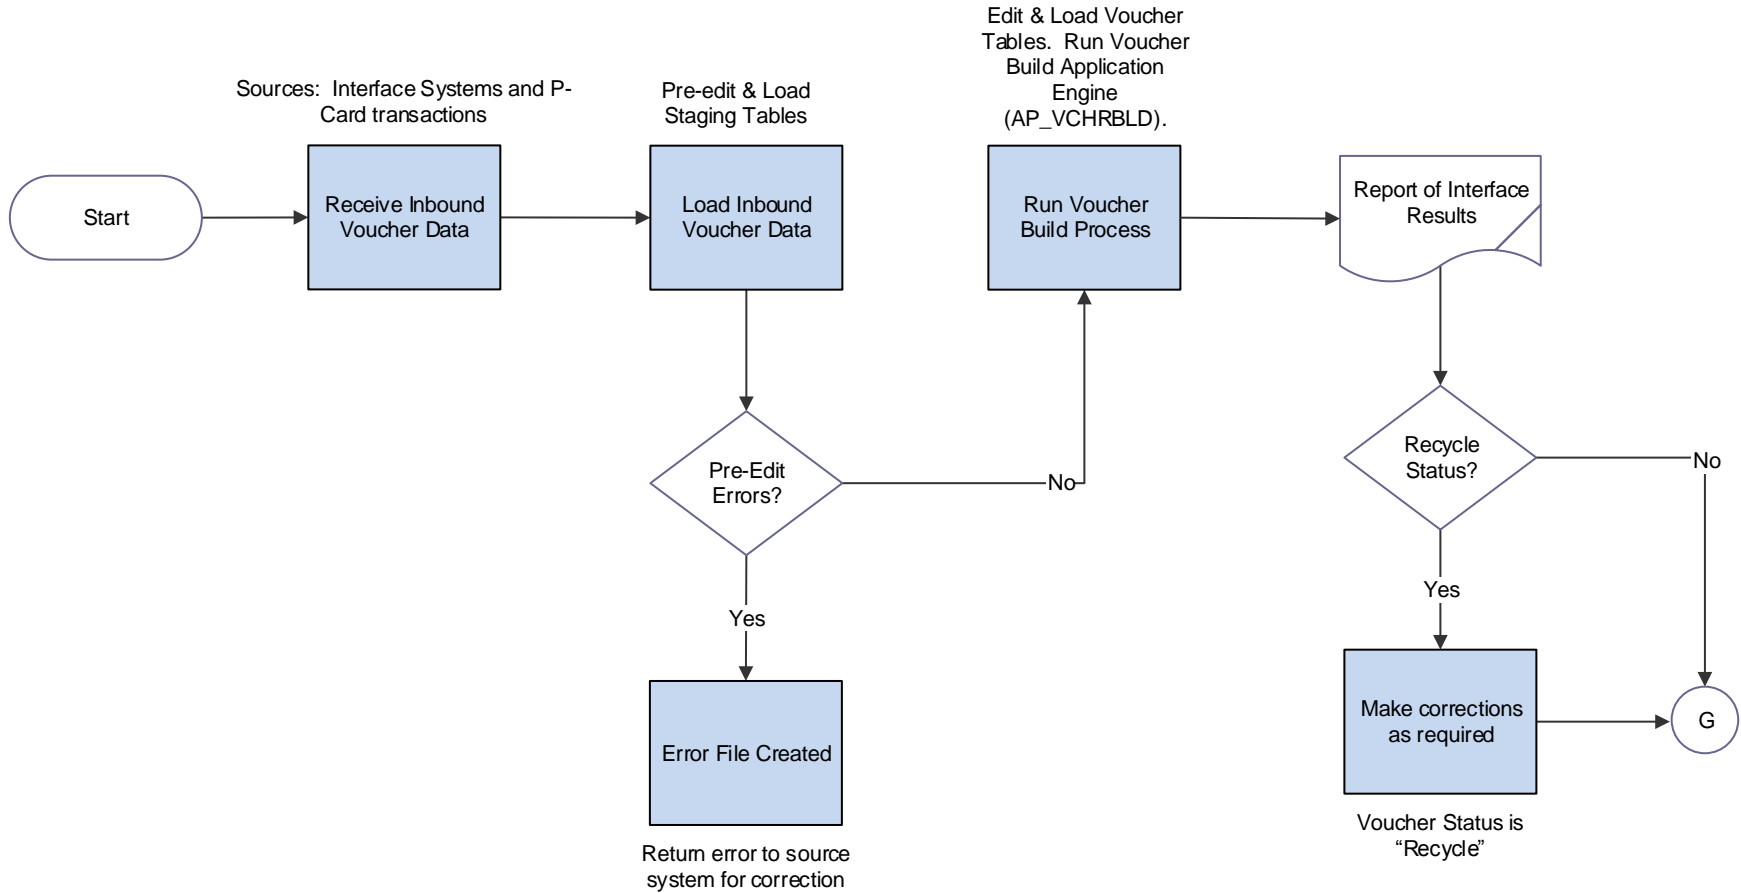 Edit & Load Voucher
Tables.  Run Voucher
Build Application
Engine
(AP_VCHRBLD).
Sources:  Interface Systems and P-
Card transactions
Pre-edit & Load
Staging Tables
Start
Receive Inbound
Voucher Data
Load Inbound
Voucher Data
Run Voucher
Build Process
Report of Interface
Results
Pre-Edit
Errors?
No
Recycle
Status?
No
Yes
Yes
Error File Created
Return error to source
system for correction
Make corrections
as required
G
Voucher Status is
“Recycle”